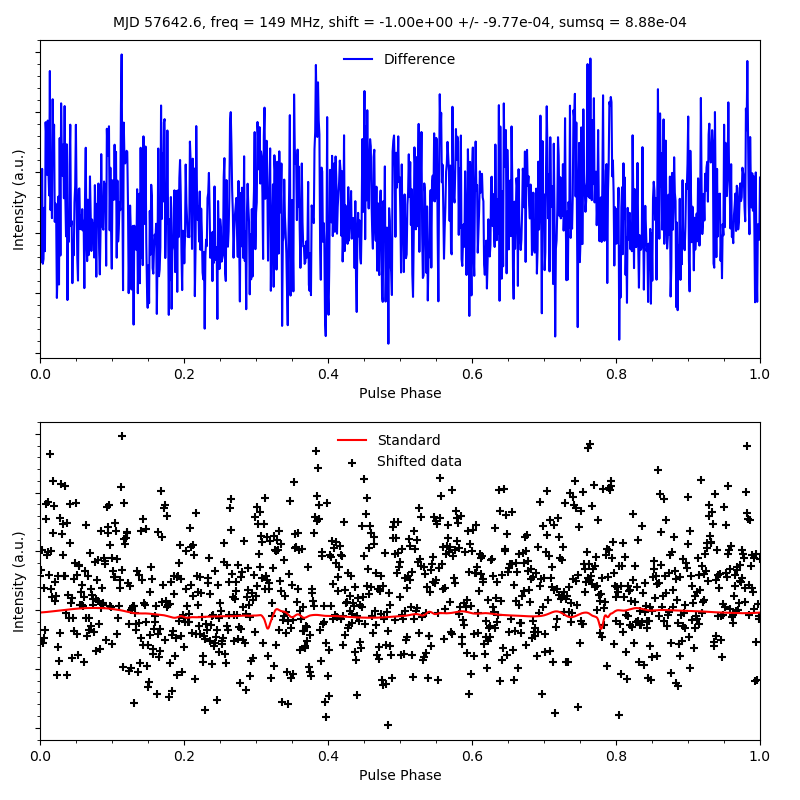 MJD 57642.6, freq = 149 MHz, shift = -1.00e+00 +/- -9.77e-04, sumsq = 8.88e-04
Difference
Intensity (a.u.)
0.0 0.2 0.4 0.6 0.8 1.0
Pulse Phase
Standard
Shifted data
Intensity (a.u.)
0.0 0.2 0.4 0.6 0.8 1.0
Pulse Phase